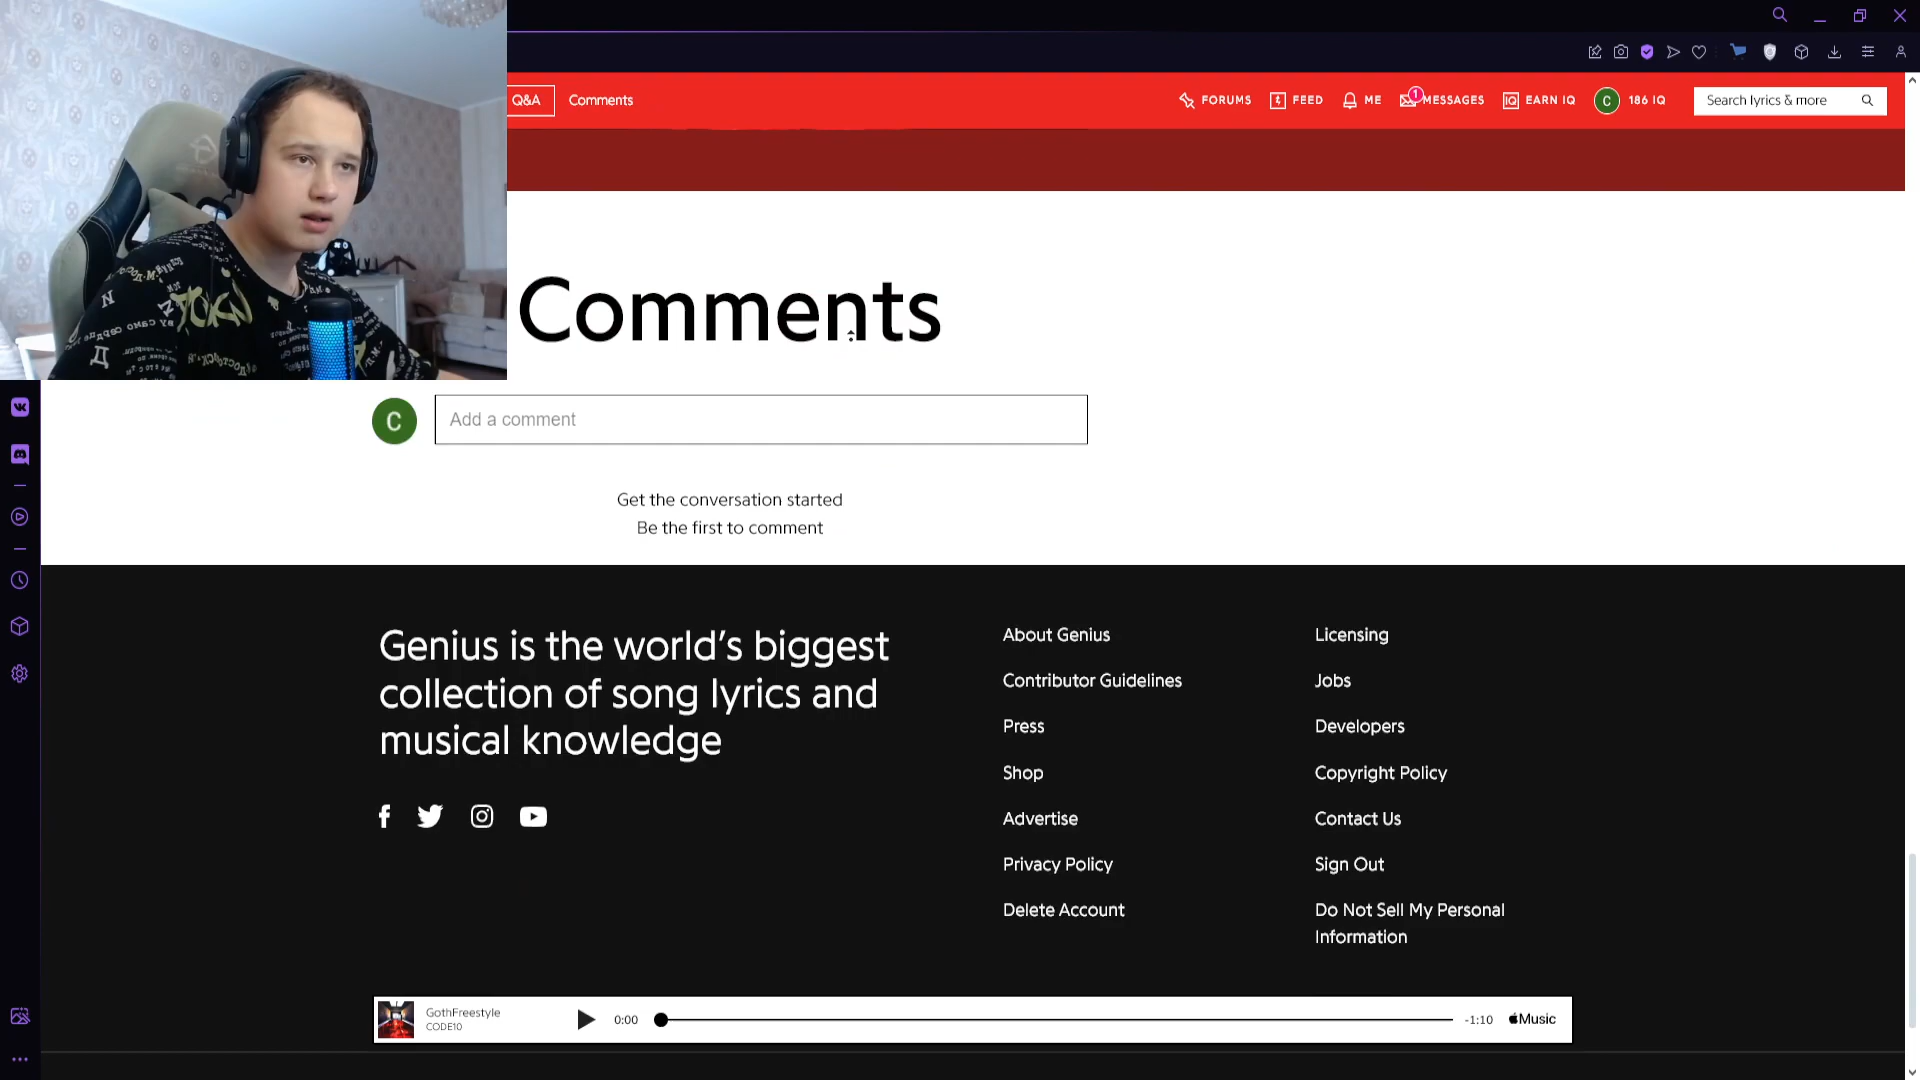 Q&A
Comments
FORUMS
FEED
ME
1
MESSAGES
IQ
EARN IQ
C
186 IQ
Search lyrics & more
Comments
C
Add a comment
Get the conversation started
Be the first to comment
Genius is the world's biggest
collection of song lyrics and
musical knowledge
About Genius
Contributor Guidelines
Press
Shop
Advertise
Privacy Policy
Delete Account
Licensing
Jobs
Developers
Copyright Policy
Contact Us
Sign Out
Do Not Sell My Personal
Information
GothFreestyle
CODE10
0:00
-1:10
Music